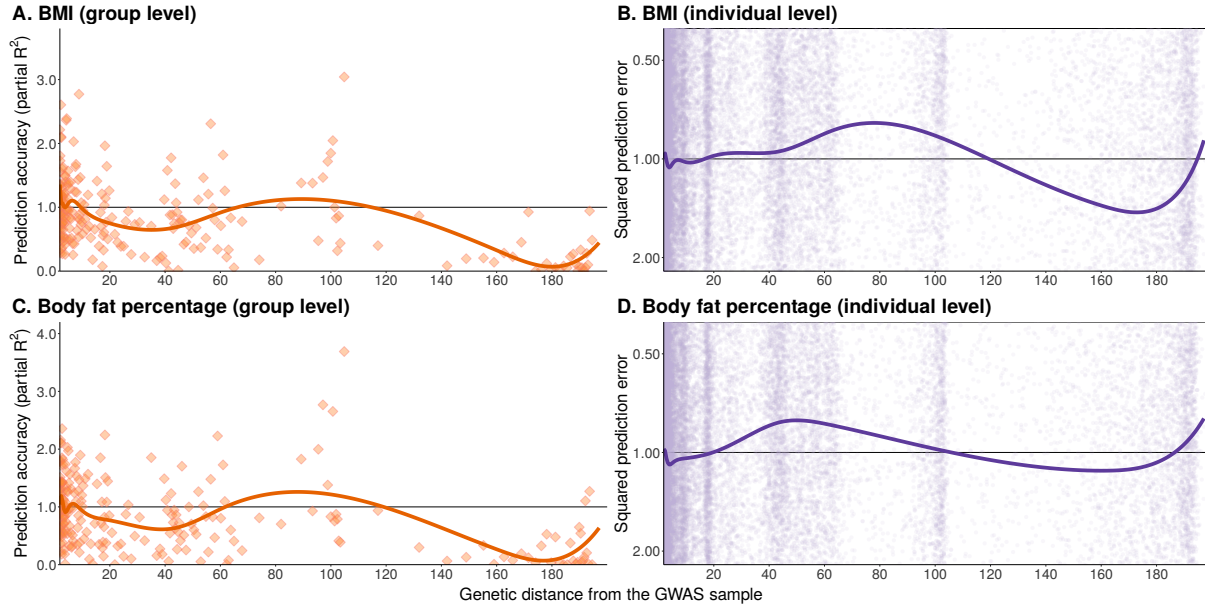 A. BMI (group level)
Prediction accuracy (partial R²)
3.0
2.0
1.0
0.0
20 40 60 80 100 120 140 160 180
B. BMI (individual level)
Squared prediction error
0.50
1.00
2.00
20 40 60 80 100 120 140 160 180
C. Body fat percentage (group level)
Prediction accuracy (partial R²)
4.0
3.0
2.0
1.0
0.0
20 40 60 80 100 120 140 160 180
D. Body fat percentage (individual level)
Squared prediction error
0.50
1.00
2.00
20 40 60 80 100 120 140 160 180
Genetic distance from the GWAS sample